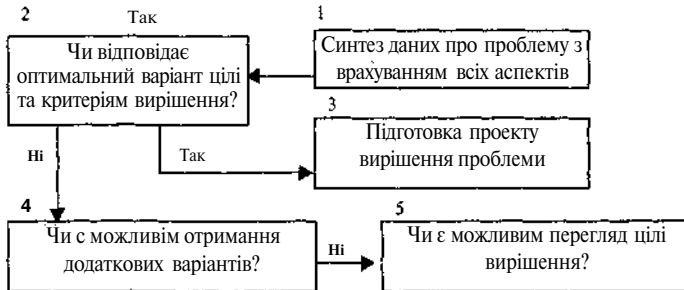 2
Так
1
Чи відповідає
оптимальний варіант цілі
та критеріям вирішення?
Синтез даних про проблему з
врахуванням всіх аспектів
3
Підготовка проекту
вирішення проблеми
Ні
Так
4
Чи с можливім отримання
додаткових варіантів?
Ні
5
Чи є можливим перегляд цілі
вирішення?